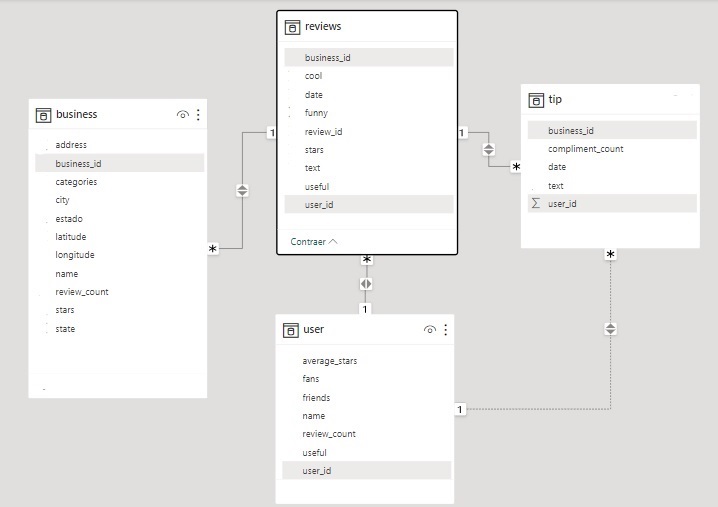 reviews
business_id
cool
date
funny
review_id
stars
text
useful
user_id
Contraer
business
address
business_id
categories
city
estado
latitude
longitude
name
review_count
stars
state
tip
business_id
compliment_count
date
text
Σ user_id
user
average_stars
fans
friends
name
review_count
useful
user_id
1
*
1
*
*
1
*
1